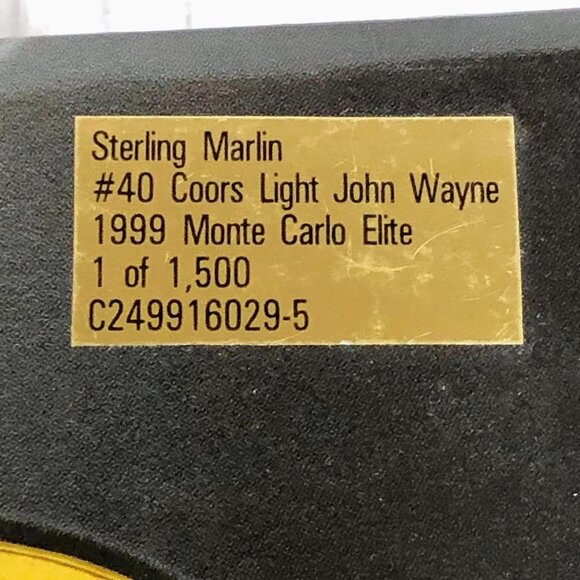 Sterling Marlin
#40 Coors Light John Wayne
1999 Monte Carlo Elite
1 of 1,500
C249916029-5